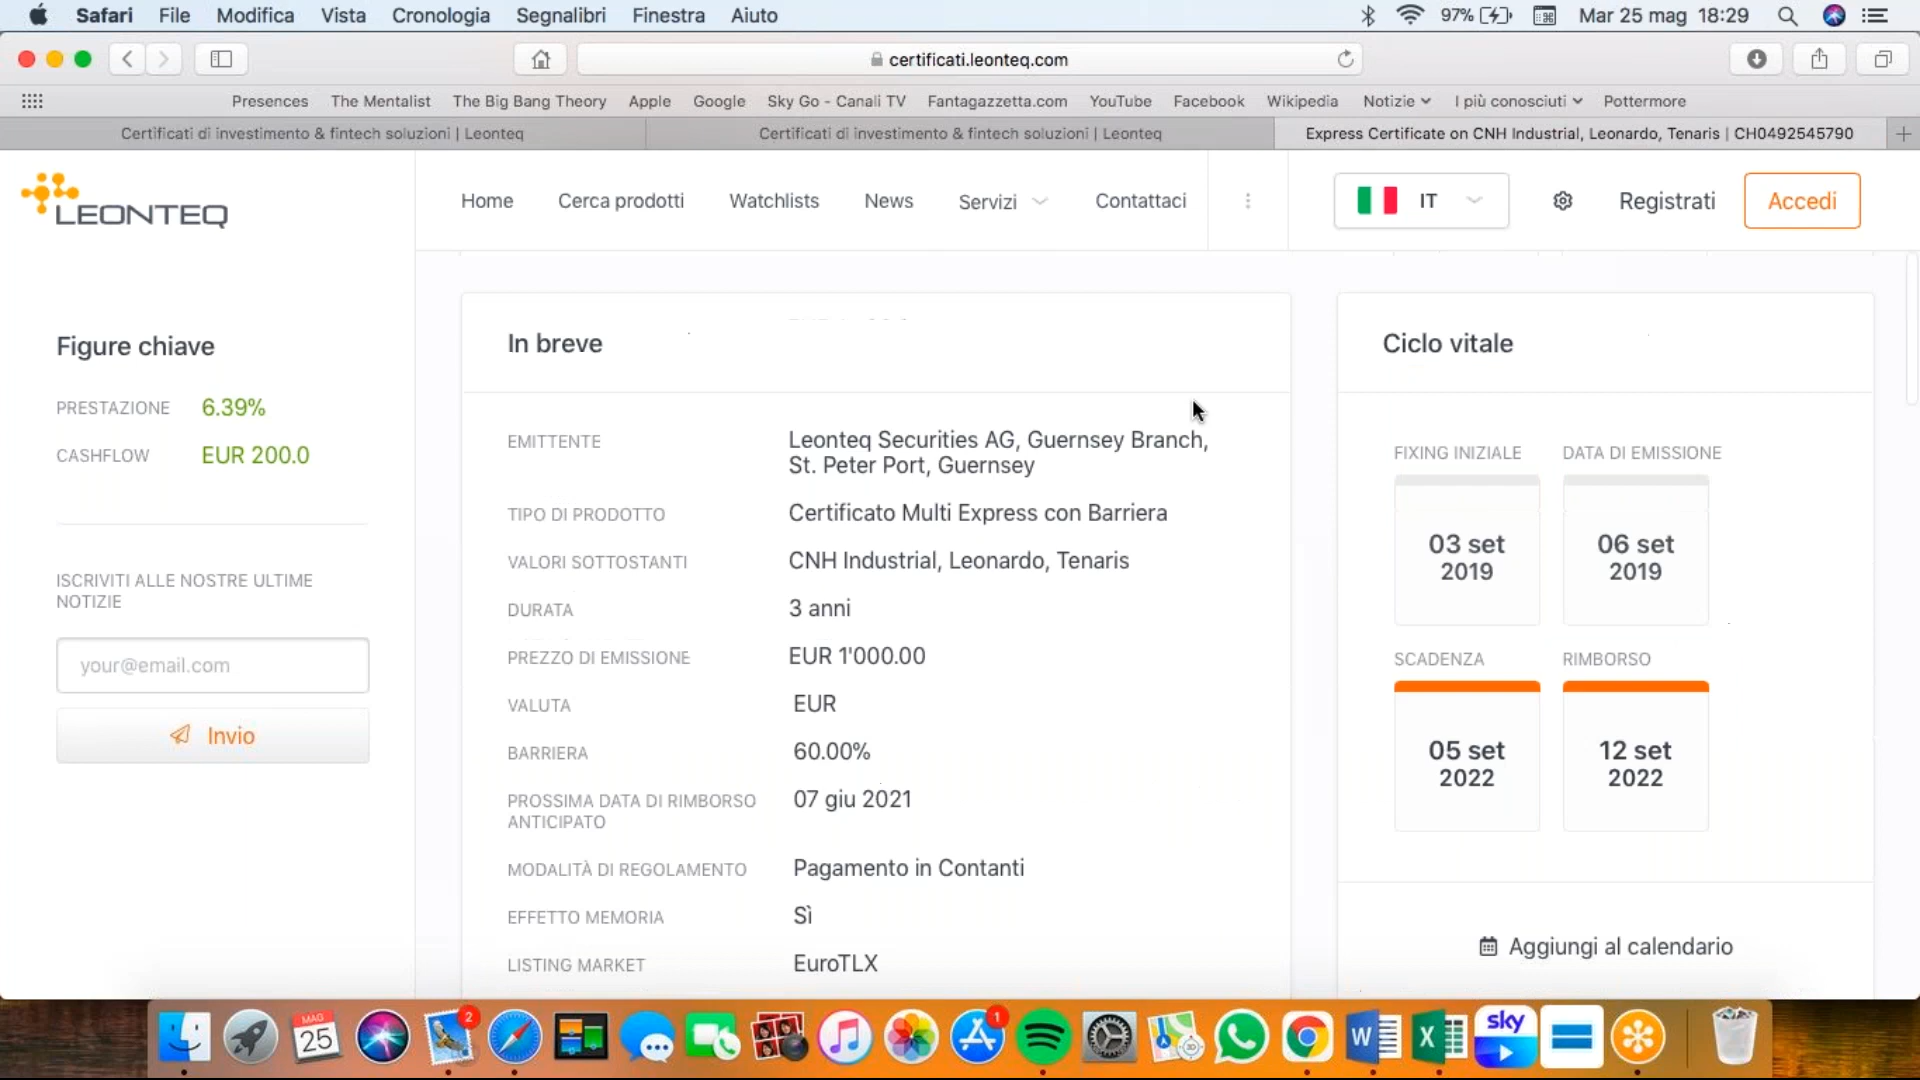 Safari File Modifica Vista Cronologia Segnalibri Finestra Aiuto 97% Mar 25 mag 18:29
certificati.leonteq.com
Presences The Mentalist The Big Bang Theory Apple Google Sky Go - Canali TV Fantagazzetta.com YouTube Facebook Wikipedia Notizie I più conosciuti Pottermore
Certificati di investimento & fintech soluzioni | Leonteq Certificati di investimento & fintech soluzioni | Leonteq Express Certificate on CNH Industrial, Leonardo, Tenaris | CH0492545790
LEONTEQ Home Cerca prodotti Watchlists News Servizi Contattaci IT Registrati Accedi
Figure chiave
PRESTAZIONE 6.39%
CASHFLOW EUR 200.0
ISCRIVITI ALLE NOSTRE ULTIME
NOTIZIE
your@email.com
Invio
In breve
EMITTENTE Leonteq Securities AG, Guernsey Branch,
St. Peter Port, Guernsey
TIPO DI PRODOTTO Certificato Multi Express con Barriera
VALORI SOTTOSTANTI CNH Industrial, Leonardo, Tenaris
DURATA 3 anni
PREZZO DI EMISSIONE EUR 1'000.00
VALUTA EUR
BARRIERA 60.00%
PROSSIMA DATA DI RIMBORSO 07 giu 2021
ANTICIPATO
MODALITÀ DI REGOLAMENTO Pagamento in Contanti
EFFETTO MEMORIA Sì
LISTING MARKET EuroTLX
Ciclo vitale
FIXING INIZIALE DATA DI EMISSIONE
03 set 06 set
2019 2019
SCADENZA RIMBORSO
05 set 12 set
2022 2022
Aggiungi al calendario
MAG
25
2
1
W
X
sky